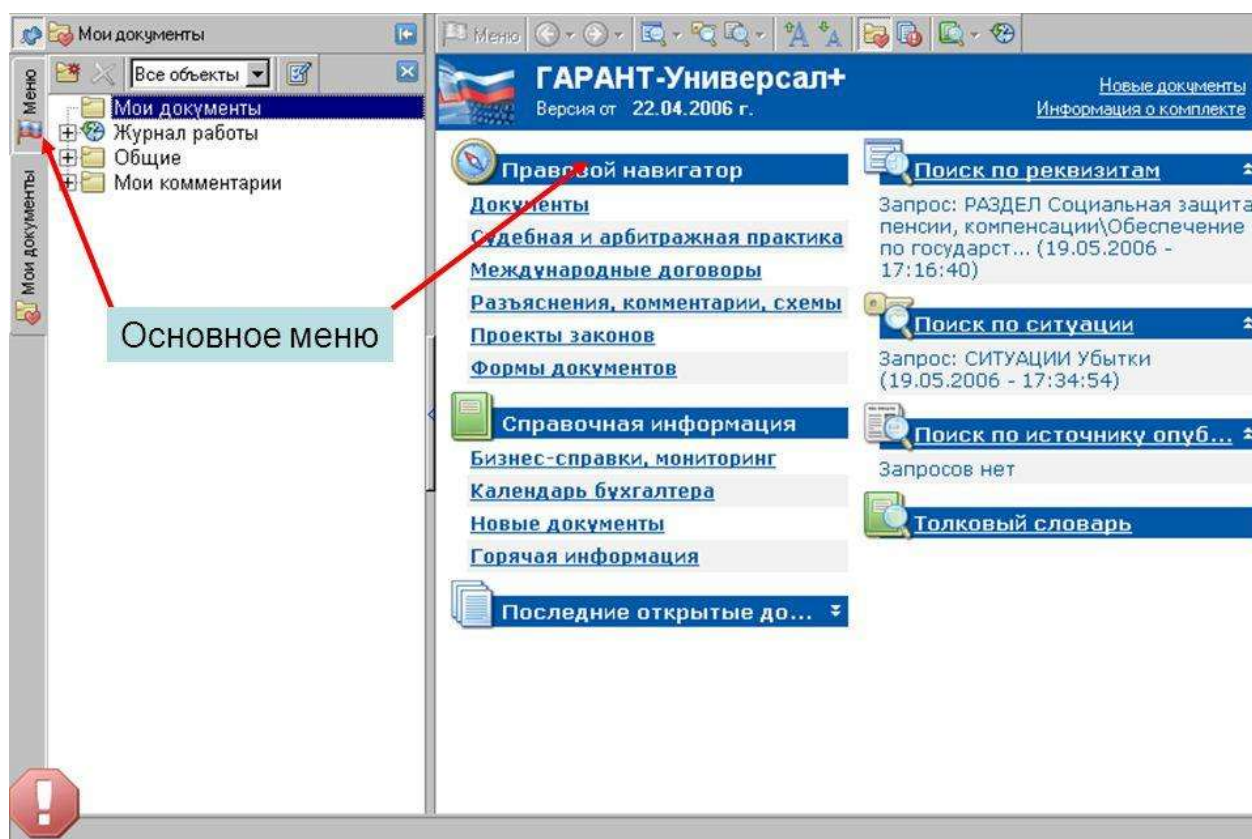 Мои документы
Меню
Все объекты
Мои документы
Журнал работы
Общие
Мои комментарии
Меню
Мои документы
Основное меню
ГАРАНТ-Универсал+
Версия от 22.04.2006 г.
Новые документы
Информация о комплекте
Правовой навигатор
Документы
Судебная и арбитражная практика
Международные договоры
Разъяснения, комментарии, схемы
Проекты законов
Формы документов
Справочная информация
Бизнес-справки, мониторинг
Календарь бухгалтера
Новые документы
Горячая информация
Последние открытые до...
Поиск по реквизитам
Запрос: РАЗДЕЛ Социальная защита
пенсии, компенсации\Обеспечение
по государст... (19.05.2006 -
17:16:40)
Поиск по ситуации
Запрос: СИТУАЦИИ Убытки
(19.05.2006 - 17:34:54)
Поиск по источнику опуб...
Запросов нет
Толковый словарь